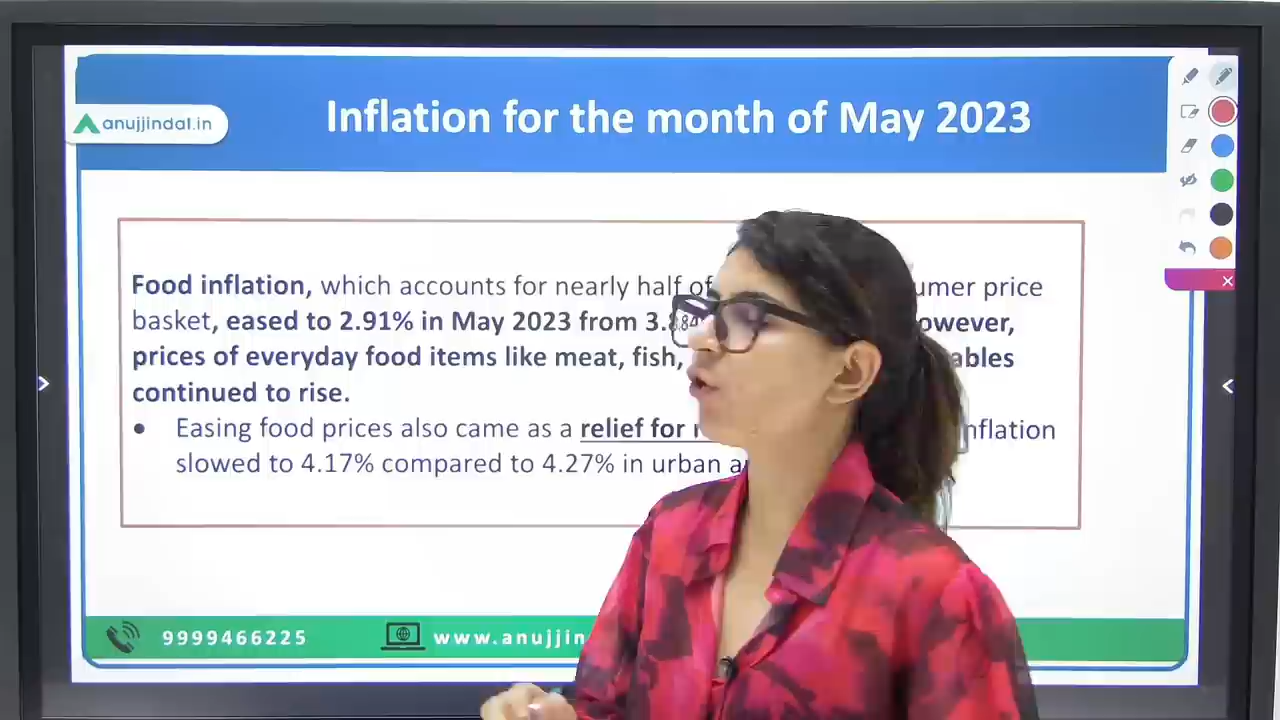 anujjindal.in
Inflation for the month of May 2023
Food inflation, which accounts for nearly half of umer price
basket, eased to 2.91% in May 2023 from 3.84 owever,
prices of everyday food items like meat, fish, ables
continued to rise.
• Easing food prices also came as a relief for nflation
slowed to 4.17% compared to 4.27% in urban a
9999466225 www.anujjin